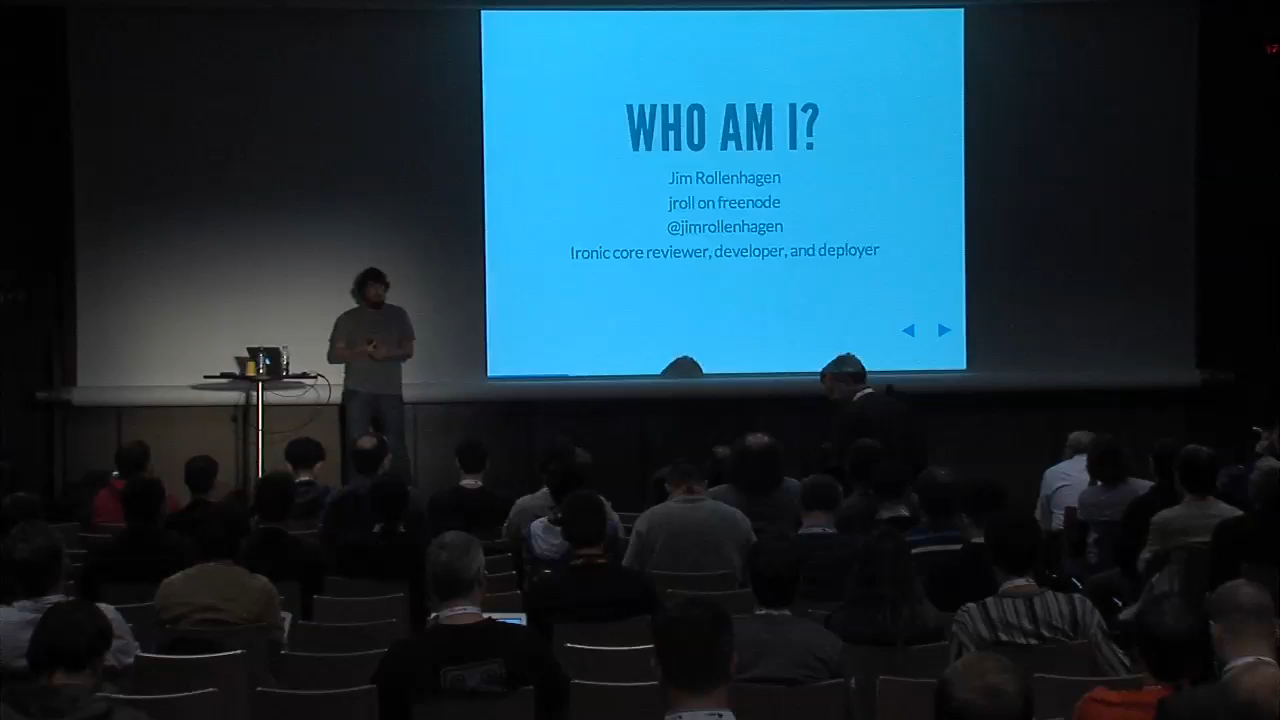 WHO AM I?
Jim Rollenhagen
jroll on freenode
@jimrollenhagen
Ironic core reviewer, developer, and deployer